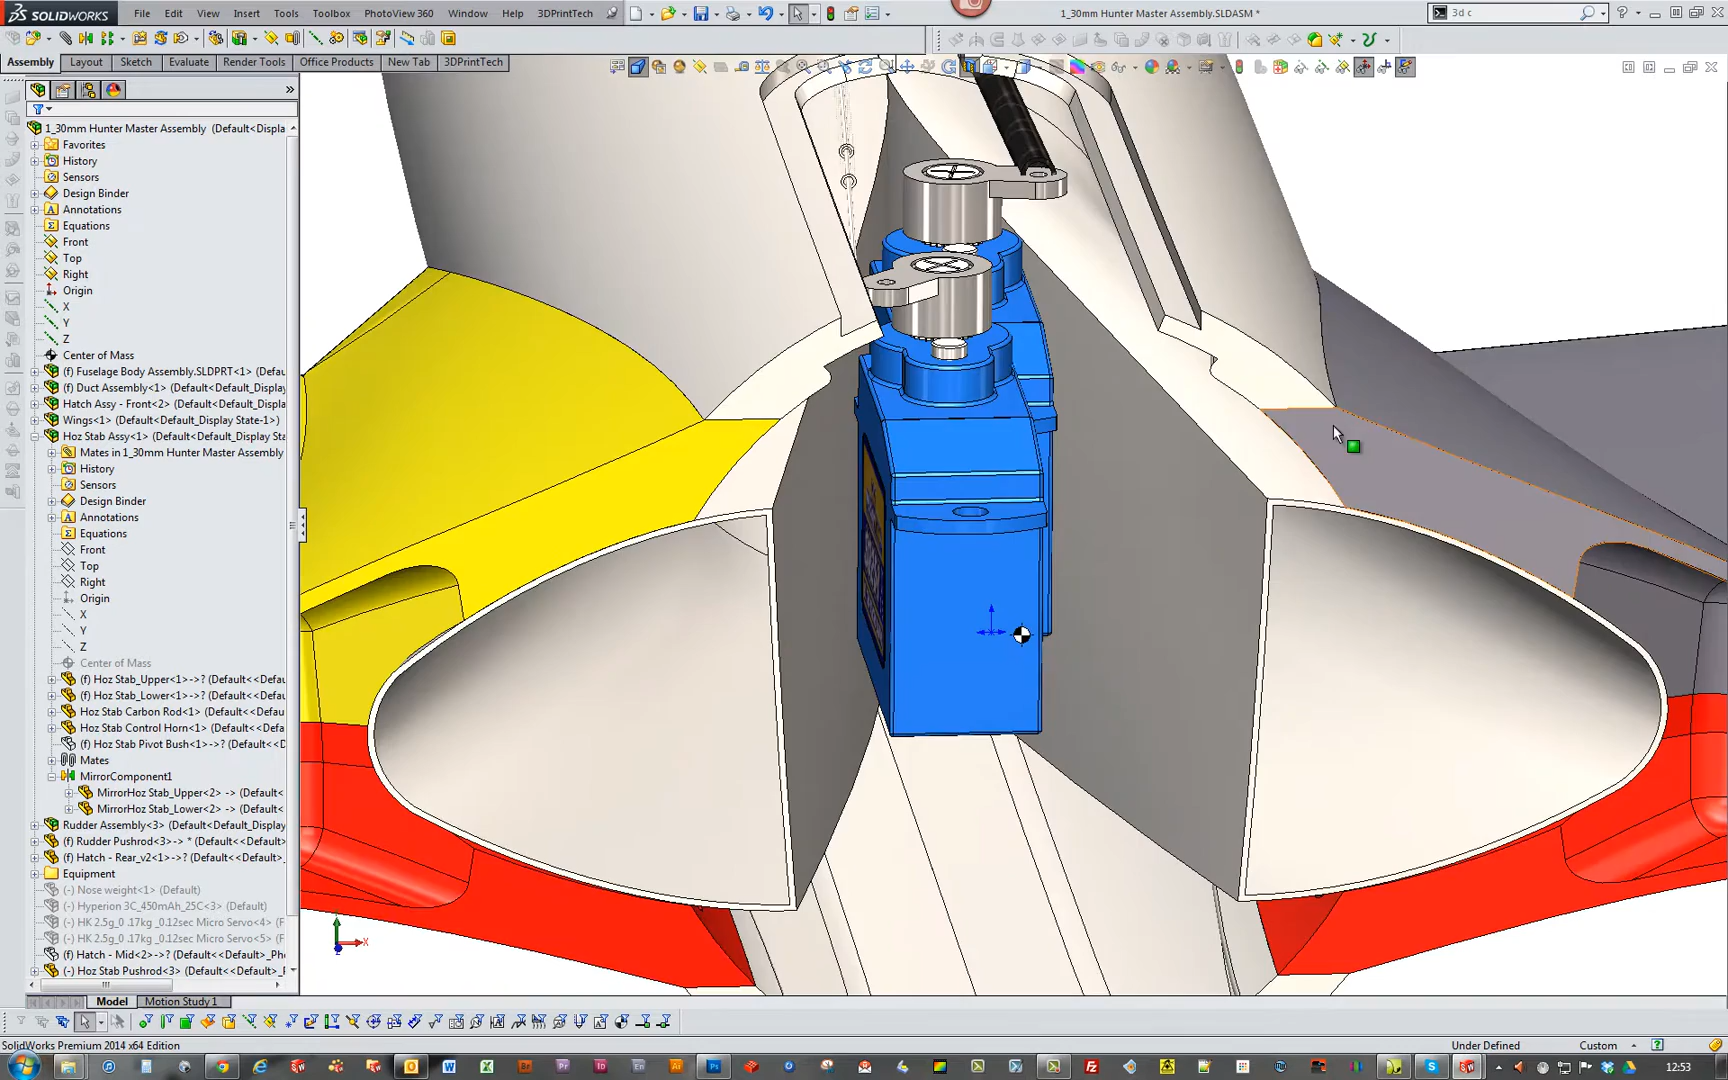 SOLIDWORKS File Edit View Insert Tools Toolbox PhotoView 360 Window Help 3DPrintTech 1_30mm Hunter Master Assembly.SLDASM * 3d c
Assembly Layout Sketch Evaluate Render Tools Office Products New Tab 3DPrintTech
1_30mm Hunter Master Assembly (Default<Displa
Favorites
History
Sensors
Design Binder
Annotations
Equations
Front
Top
Right
Origin
X
Y
Z
Center of Mass
(f) Fuselage Body Assembly.SLDPRT<1> (Defau
(f) Duct Assembly<1> (Default<Default_Display
Hatch Assy - Front<2> (Default<Default_Displa
Wings<1> (Default<Default_Display State-1>)
Hoz Stab Assy<1> (Default<Default_Display Sta
Mates in 1_30mm Hunter Master Assembly
History
Sensors
Design Binder
Annotations
Equations
Front
Top
Right
Origin
X
Y
Z
Center of Mass
(f) Hoz Stab_Upper<1>->? (Default<<Defau
(f) Hoz Stab_Lower<1>->? (Default<<Defau
Hoz Stab Carbon Rod<1> (Default<<Default
Hoz Stab Control Horn<1> (Default<<Defau
(f) Hoz Stab Pivot Bush<1>->? (Default<<D
Mates
MirrorComponent1
MirrorHoz Stab_Upper<2> -> (Default<
MirrorHoz Stab_Lower<2> -> (Default<
Rudder Assembly<3> (Default<Default_Display
(f) Rudder Pushrod<3>-> * (Default<<Default
(f) Hatch - Rear_v2<1>->? (Default<<Default>_
Equipment
(-) Nose weight<1> (Default)
(-) Hyperion 3C_450mAh_25C<3> (Default)
(-) HK 2.5g_0 .17kg _0.12sec Micro Servo<4> (F
(-) HK 2.5g_0 .17kg _0.12sec Micro Servo<5> (F
(f) Hatch - Mid<2>->? (Default<<Default>_Ph
(-) Hoz Stab Pushrod<3> (Default<<Default>_F
X
Model Motion Study 1
SolidWorks Premium 2014 x64 Edition Under Defined Custom
12:53